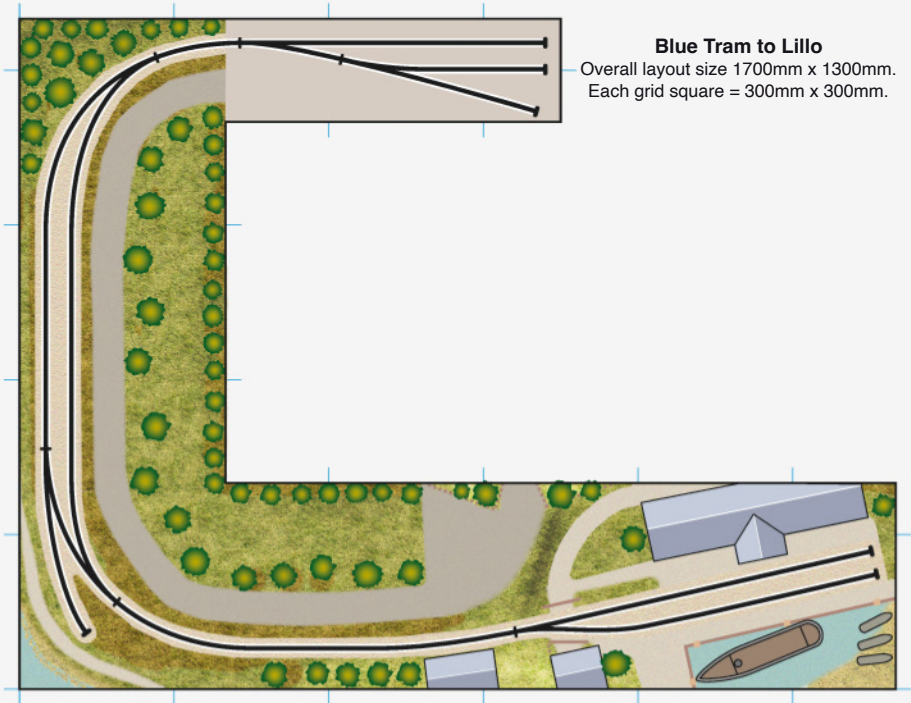 Blue Tram to Lillo
Overall layout size 1700mm x 1300mm.
Each grid square = 300mm x 300mm.